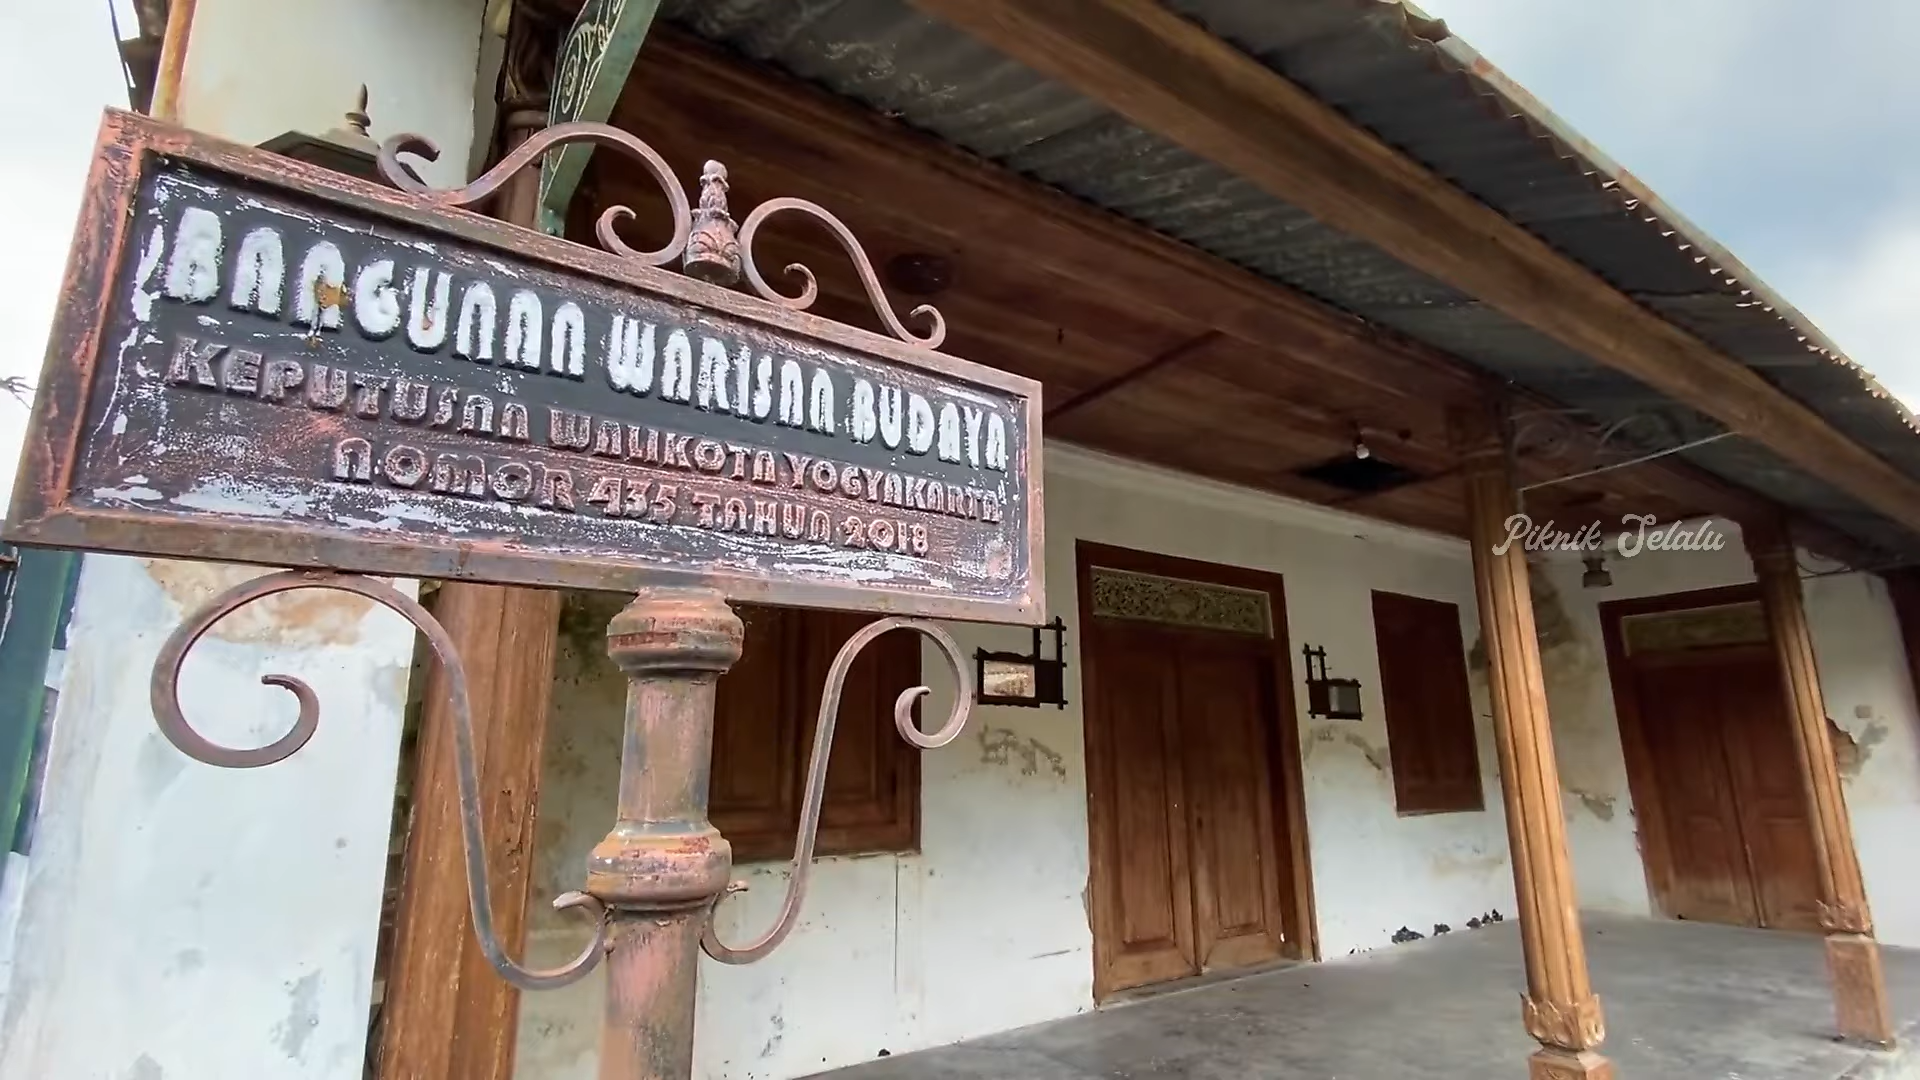 BANGUNAN WARISAN BUDAYA
KEPUTUSAN WALIKOTA YOGYAKARTA
NOMOR 435 TAHUN 2018
Piknik Selalu